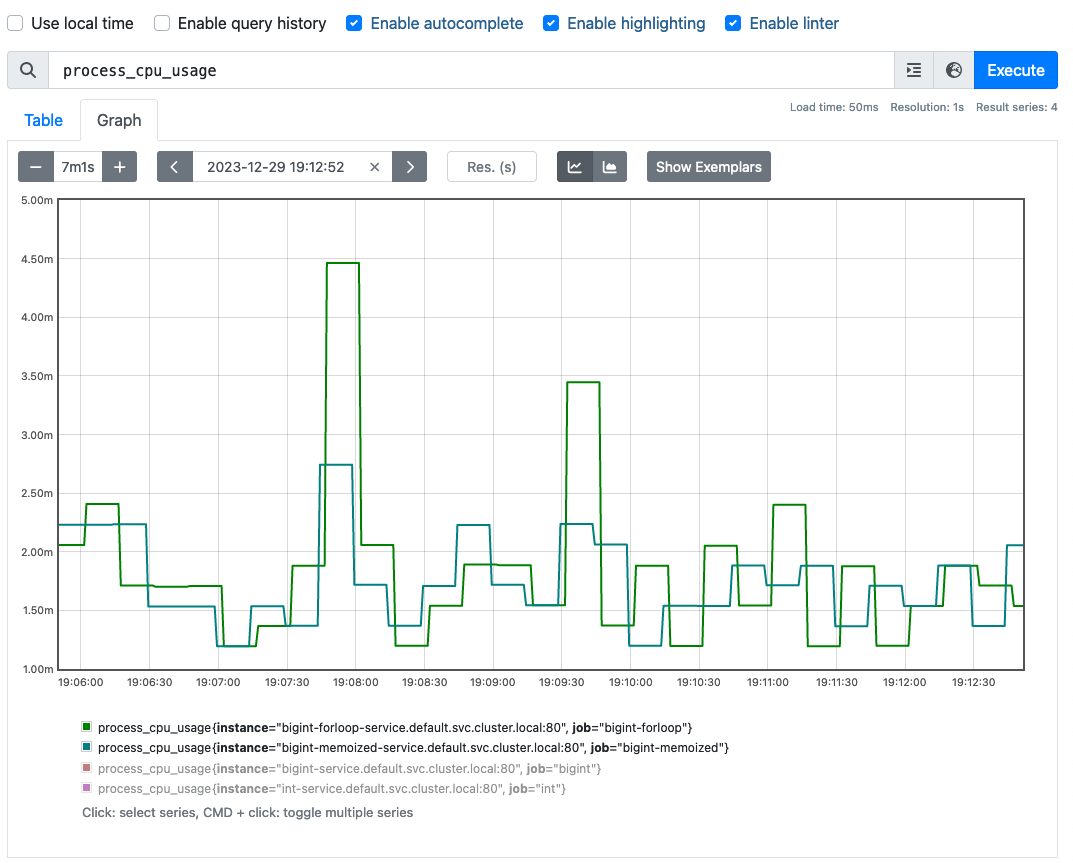 Use local time Enable query history Enable autocomplete Enable highlighting Enable linter
process_cpu_usage Execute
Load time: 50ms Resolution: 1s Result series: 4
Table Graph
− 7m1s + 2023-12-29 19:12:52 × Res. (s) Show Exemplars
5.00m
4.50m
4.00m
3.50m
3.00m
2.50m
2.00m
1.50m
1.00m
19:06:00 19:06:30 19:07:00 19:07:30 19:08:00 19:08:30 19:09:00 19:09:30 19:10:00 19:10:30 19:11:00 19:11:30 19:12:00 19:12:30
process_cpu_usage{instance="bigint-forloop-service.default.svc.cluster.local:80", job="bigint-forloop"}
process_cpu_usage{instance="bigint-memoized-service.default.svc.cluster.local:80", job="bigint-memoized"}
process_cpu_usage{instance="bigint-service.default.svc.cluster.local:80", job="bigint"}
process_cpu_usage{instance="int-service.default.svc.cluster.local:80", job="int"}
Click: select series, CMD + click: toggle multiple series